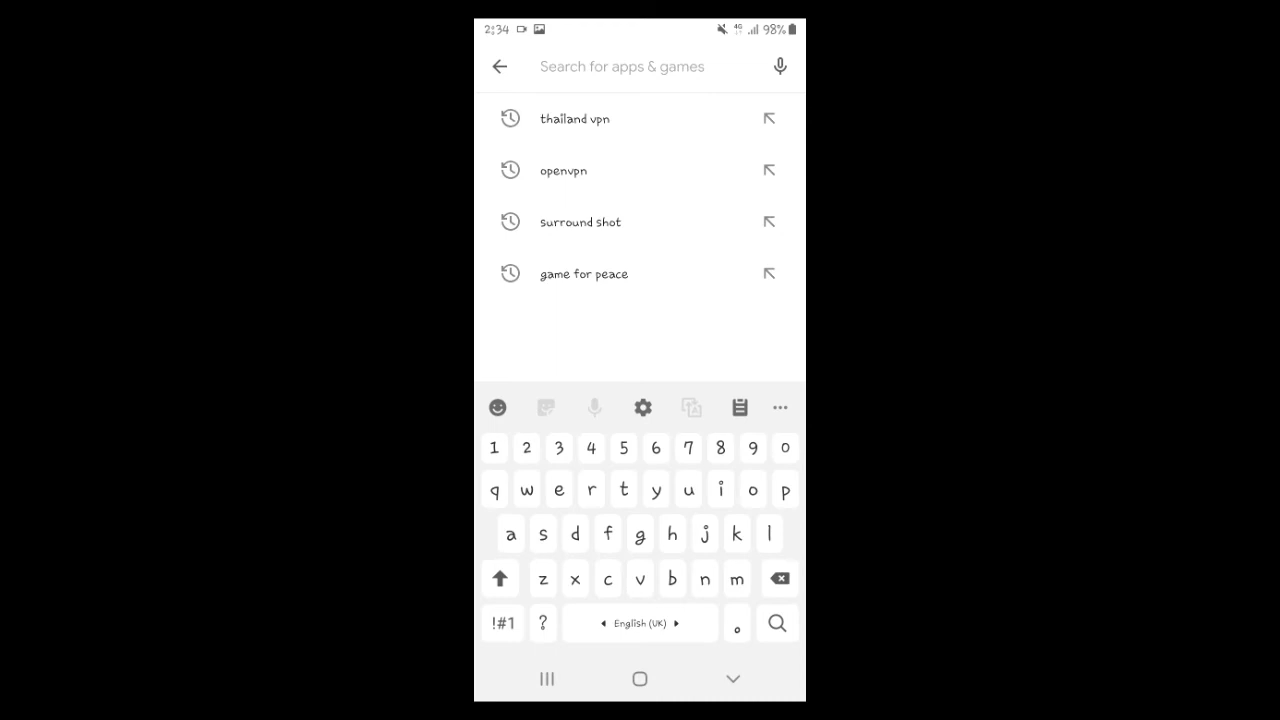 2:34 4G 98%
Search for apps & games
thailand vpn
openvpn
surround shot
game for peace
1 2 3 4 5 6 7 8 9 0
q w e r t y u i o p
a s d f g h j k l
z x c v b n m
!#1 ? English (UK) .